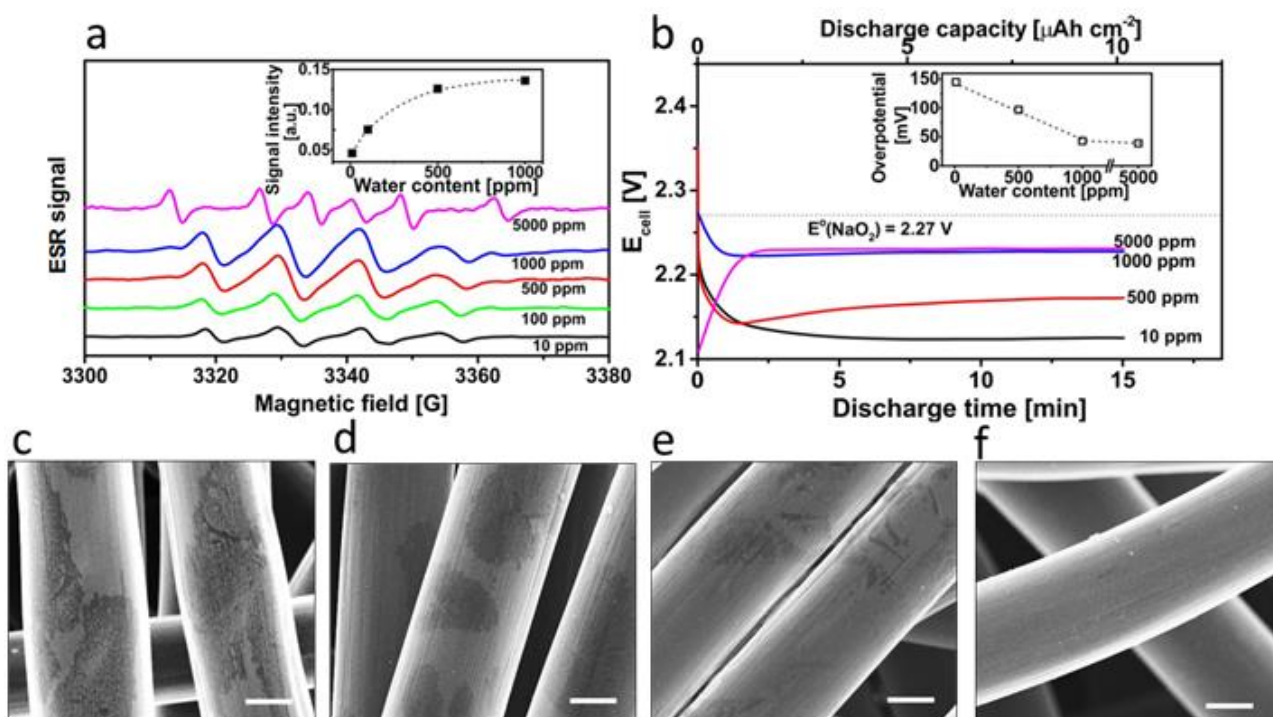 a
ESR signal
Magnetic field [G]
3300
3320
3340
3360
3380
5000 ppm
1000 ppm
500 ppm
100 ppm
10 ppm
Signal intensity
[a.u.]
0.15
0.10
0.05
0
500
1000
Water content [ppm]
b
Discharge capacity [µAh cm⁻²]
0
5
10
E_cell [V]
2.4
2.3
2.2
2.1
E°(NaO₂) = 2.27 V
5000 ppm
1000 ppm
500 ppm
10 ppm
0
5
10
15
Discharge time [min]
Overpotential
[mV]
150
100
50
0
0
500
1000
5000
Water content [ppm]
c
d
e
f